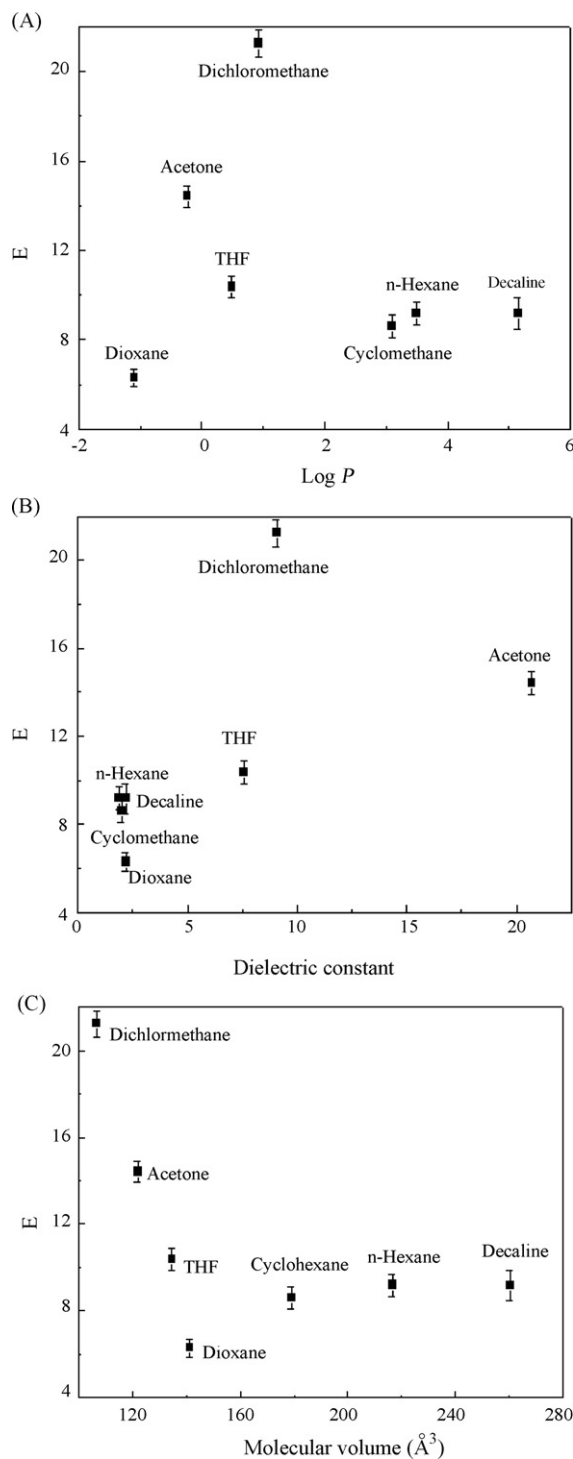 (A)
20
Dichloromethane
16
Acetone
E
12
THF
n-Hexane
Decaline
8
Cyclomethane
Dioxane
4
-2
0
2
4
6
Log P
(B)
20
Dichloromethane
16
Acetone
E
12
THF
n-Hexane
Decaline
8
Cyclomethane
Dioxane
4
0
5
10
15
20
Dielectric constant
(C)
20
Dichlormethane
16
Acetone
E
12
THF
Cyclohexane
n-Hexane
Decaline
8
Dioxane
4
120
160
200
240
280
Molecular volume (Å³)